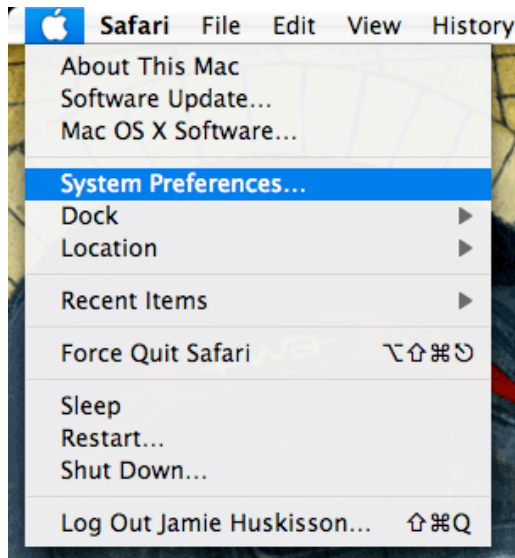 Safari File Edit View History
About This Mac
Software Update...
Mac OS X Software...
System Preferences...
Dock
Location
Recent Items
Force Quit Safari ⌥⇧⌘⎋
Sleep
Restart...
Shut Down...
Log Out Jamie Huskisson... ⇧⌘Q